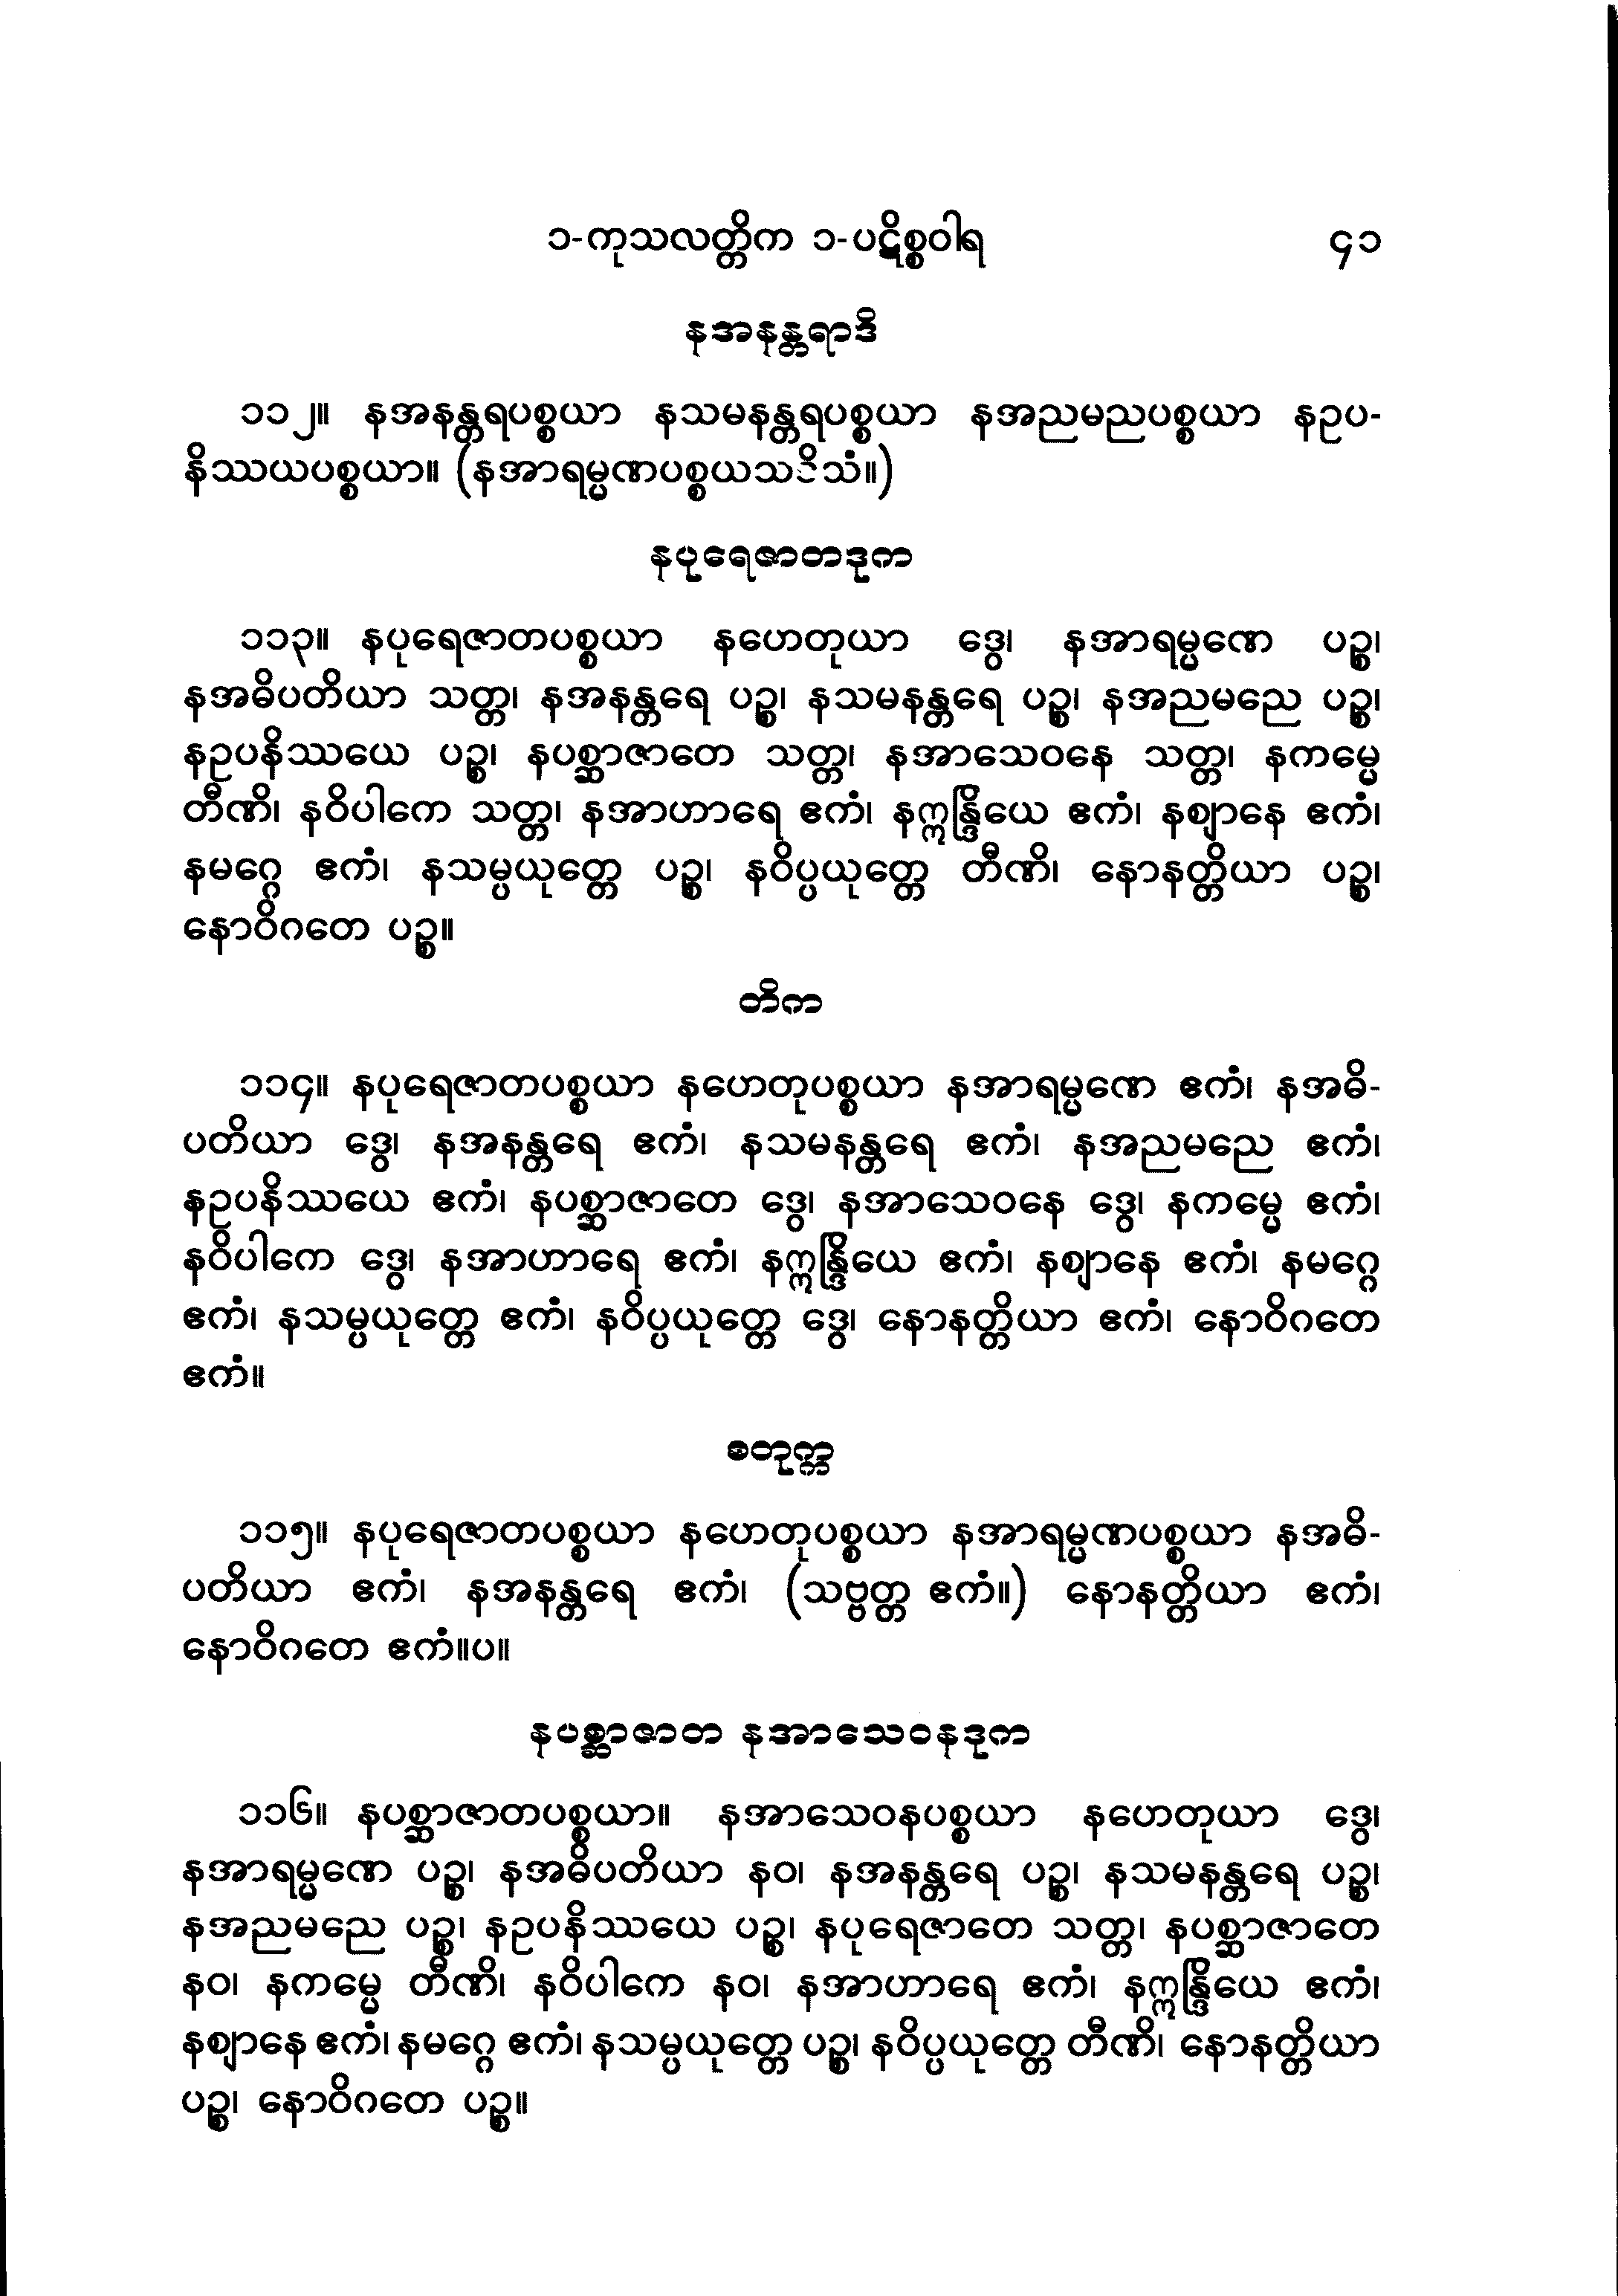 ၁-ကုသလတ္တိက ၁-ပဋိစ္စဝါရ ၄၁
နအနန္တရာဒိ
၁၁၂။ နအနန္တရပစ္စယာ နသမနန္တရပစ္စယာ နအညမညပစ္စယာ နဥပ-
နိဿယပစ္စယာ။ (နအာရမ္မဏပစ္စယသဒိသံ။)
နပုရေဇာတဒုက
၁၁၃။ နပုရေဇာတပစ္စယာ နဟေတုယာ ဒွေ၊ နအာရမ္မဏေ ပဉ္စ၊
နအဓိပတိယာ သတ္တ၊ နအနန္တရေ ပဉ္စ၊ နသမနန္တရေ ပဉ္စ၊ နအညမညေ ပဉ္စ၊
နဥပနိဿယေ ပဉ္စ၊ နပစ္ဆာဇာတေ သတ္တ၊ နအာသေဝနေ သတ္တ၊ နကမ္မေ
တီဏိ၊ နဝိပါကေ သတ္တ၊ နအာဟာရေ ဧကံ၊ နဣန္ဒြိယေ ဧကံ၊ နဈာနေ ဧကံ၊
နမဂ္ဂေ ဧကံ၊ နသမ္ပယုတ္တေ ပဉ္စ၊ နဝိပ္ပယုတ္တေ တီဏိ၊ နောနတ္ထိယာ ပဉ္စ၊
နောဝိဂတေ ပဉ္စ။
တိက
၁၁၄။ နပုရေဇာတပစ္စယာ နဟေတုပစ္စယာ နအာရမ္မဏေ ဧကံ၊ နအဓိ-
ပတိယာ ဒွေ၊ နအနန္တရေ ဧကံ၊ နသမနန္တရေ ဧကံ၊ နအညမညေ ဧကံ၊
နဥပနိဿယေ ဧကံ၊ နပစ္ဆာဇာတေ ဒွေ၊ နအာသေဝနေ ဒွေ၊ နကမ္မေ ဧကံ၊
နဝိပါကေ ဒွေ၊ နအာဟာရေ ဧကံ၊ နဣန္ဒြိယေ ဧကံ၊ နဈာနေ ဧကံ၊ နမဂ္ဂေ
ဧကံ၊ နသမ္ပယုတ္တေ ဧကံ၊ နဝိပ္ပယုတ္တေ ဒွေ၊ နောနတ္ထိယာ ဧကံ၊ နောဝိဂတေ
ဧကံ။
စတုက္က
၁၁၅။ နပုရေဇာတပစ္စယာ နဟေတုပစ္စယာ နအာရမ္မဏပစ္စယာ နအဓိ-
ပတိယာ ဧကံ၊ နအနန္တရေ ဧကံ၊ (သဗ္ဗတ္ထ ဧကံ။) နောနတ္ထိယာ ဧကံ၊
နောဝိဂတေ ဧကံ။ပ။
နပစ္ဆာဇာတ နအာသေဝနဒုက
၁၁၆။ နပစ္ဆာဇာတပစ္စယာ။ နအာသေဝနပစ္စယာ နဟေတုယာ ဒွေ၊
နအာရမ္မဏေ ပဉ္စ၊ နအဓိပတိယာ နဝ၊ နအနန္တရေ ပဉ္စ၊ နသမနန္တရေ ပဉ္စ၊
နအညမညေ ပဉ္စ၊ နဥပနိဿယေ ပဉ္စ၊ နပုရေဇာတေ သတ္တ၊ နပစ္ဆာဇာတေ
နဝ၊ နကမ္မေ တီဏိ၊ နဝိပါကေ နဝ၊ နအာဟာရေ ဧကံ၊ နဣန္ဒြိယေ ဧကံ၊
နဈာနေ ဧကံ၊ နမဂ္ဂေ ဧကံ၊ နသမ္ပယုတ္တေ ပဉ္စ၊ နဝိပ္ပယုတ္တေ တီဏိ၊ နောနတ္ထိယာ
ပဉ္စ၊ နောဝိဂတေ ပဉ္စ။